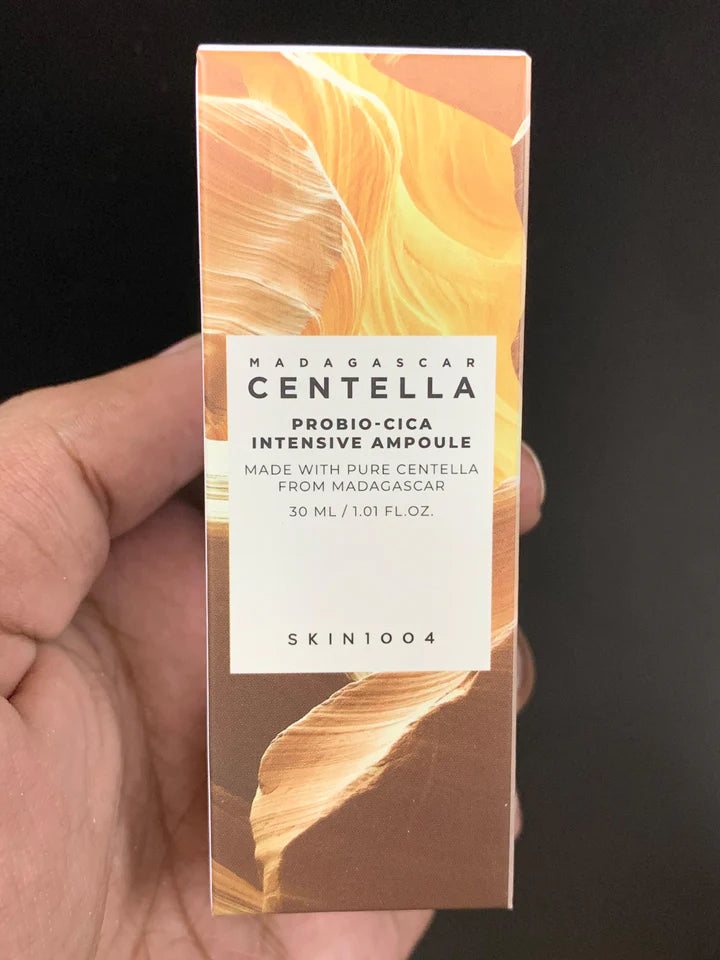 MADAGASCAR
CENTELLA
PROBIO-CICA
INTENSIVE AMPOULE
MADE WITH PURE CENTELLA
FROM MADAGASCAR
30 ML / 1.01 FL.OZ.
SKIN1004